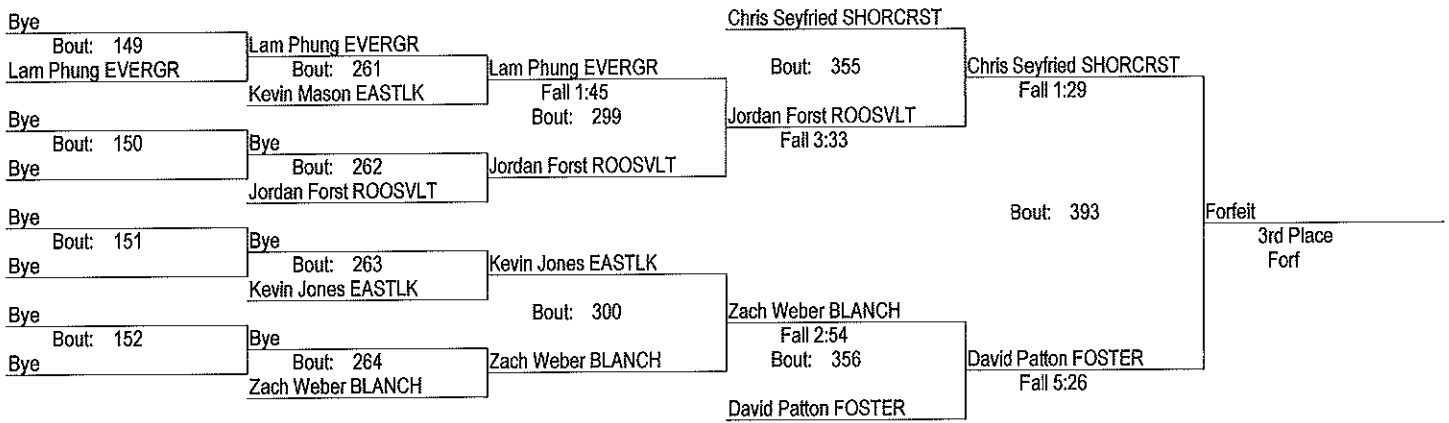 Bye
Bout: 149
Lam Phung EVERGR
Bye
Bout: 150
Bye
Bye
Bout: 151
Bye
Bye
Bout: 152
Bye
Lam Phung EVERGR
Bout: 261
Kevin Mason EASTLK
Bye
Bout: 262
Jordan Forst ROOSVLT
Bye
Bout: 263
Kevin Jones EASTLK
Bye
Bout: 264
Zach Weber BLANCH
Lam Phung EVERGR
Fall 1:45
Bout: 299
Jordan Forst ROOSVLT
Kevin Jones EASTLK
Bout: 300
Zach Weber BLANCH
Chris Seyfried SHORCRST
Bout: 355
Jordan Forst ROOSVLT
Fall 3:33
Zach Weber BLANCH
Fall 2:54
Bout: 356
David Patton FOSTER
Chris Seyfried SHORCRST
Fall 1:29
Bout: 393
David Patton FOSTER
Fall 5:26
Forfeit
3rd Place
Forf